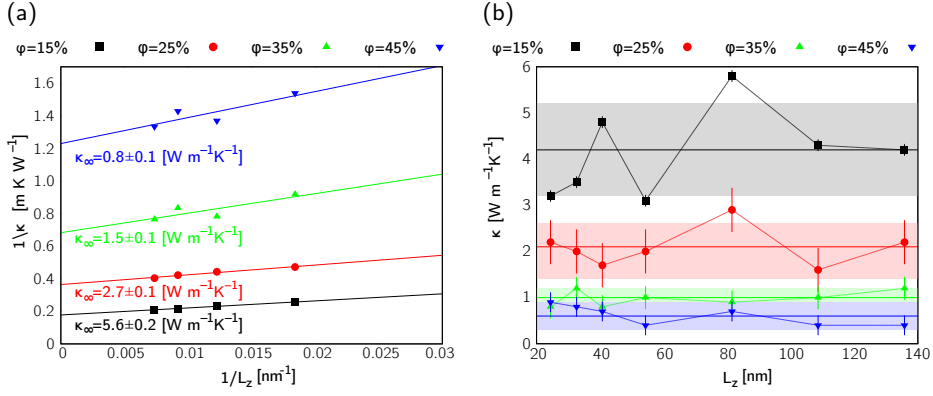 (a)
φ=15% φ=25% φ=35% φ=45%
1.6
1.4
1.2
1.0
0.8
0.6
0.4
0.2
0
1\κ [m K W⁻¹]
κ∞=0.8±0.1 [W m⁻¹K⁻¹]
κ∞=1.5±0.1 [W m⁻¹K⁻¹]
κ∞=2.7±0.1 [W m⁻¹K⁻¹]
κ∞=5.6±0.2 [W m⁻¹K⁻¹]
0 0.005 0.01 0.015 0.02 0.025 0.03
1/Lz [nm⁻¹]
(b)
φ=15% φ=25% φ=35% φ=45%
6
5
4
3
2
1
0
κ [W m⁻¹K⁻¹]
20 40 60 80 100 120 140
Lz [nm]